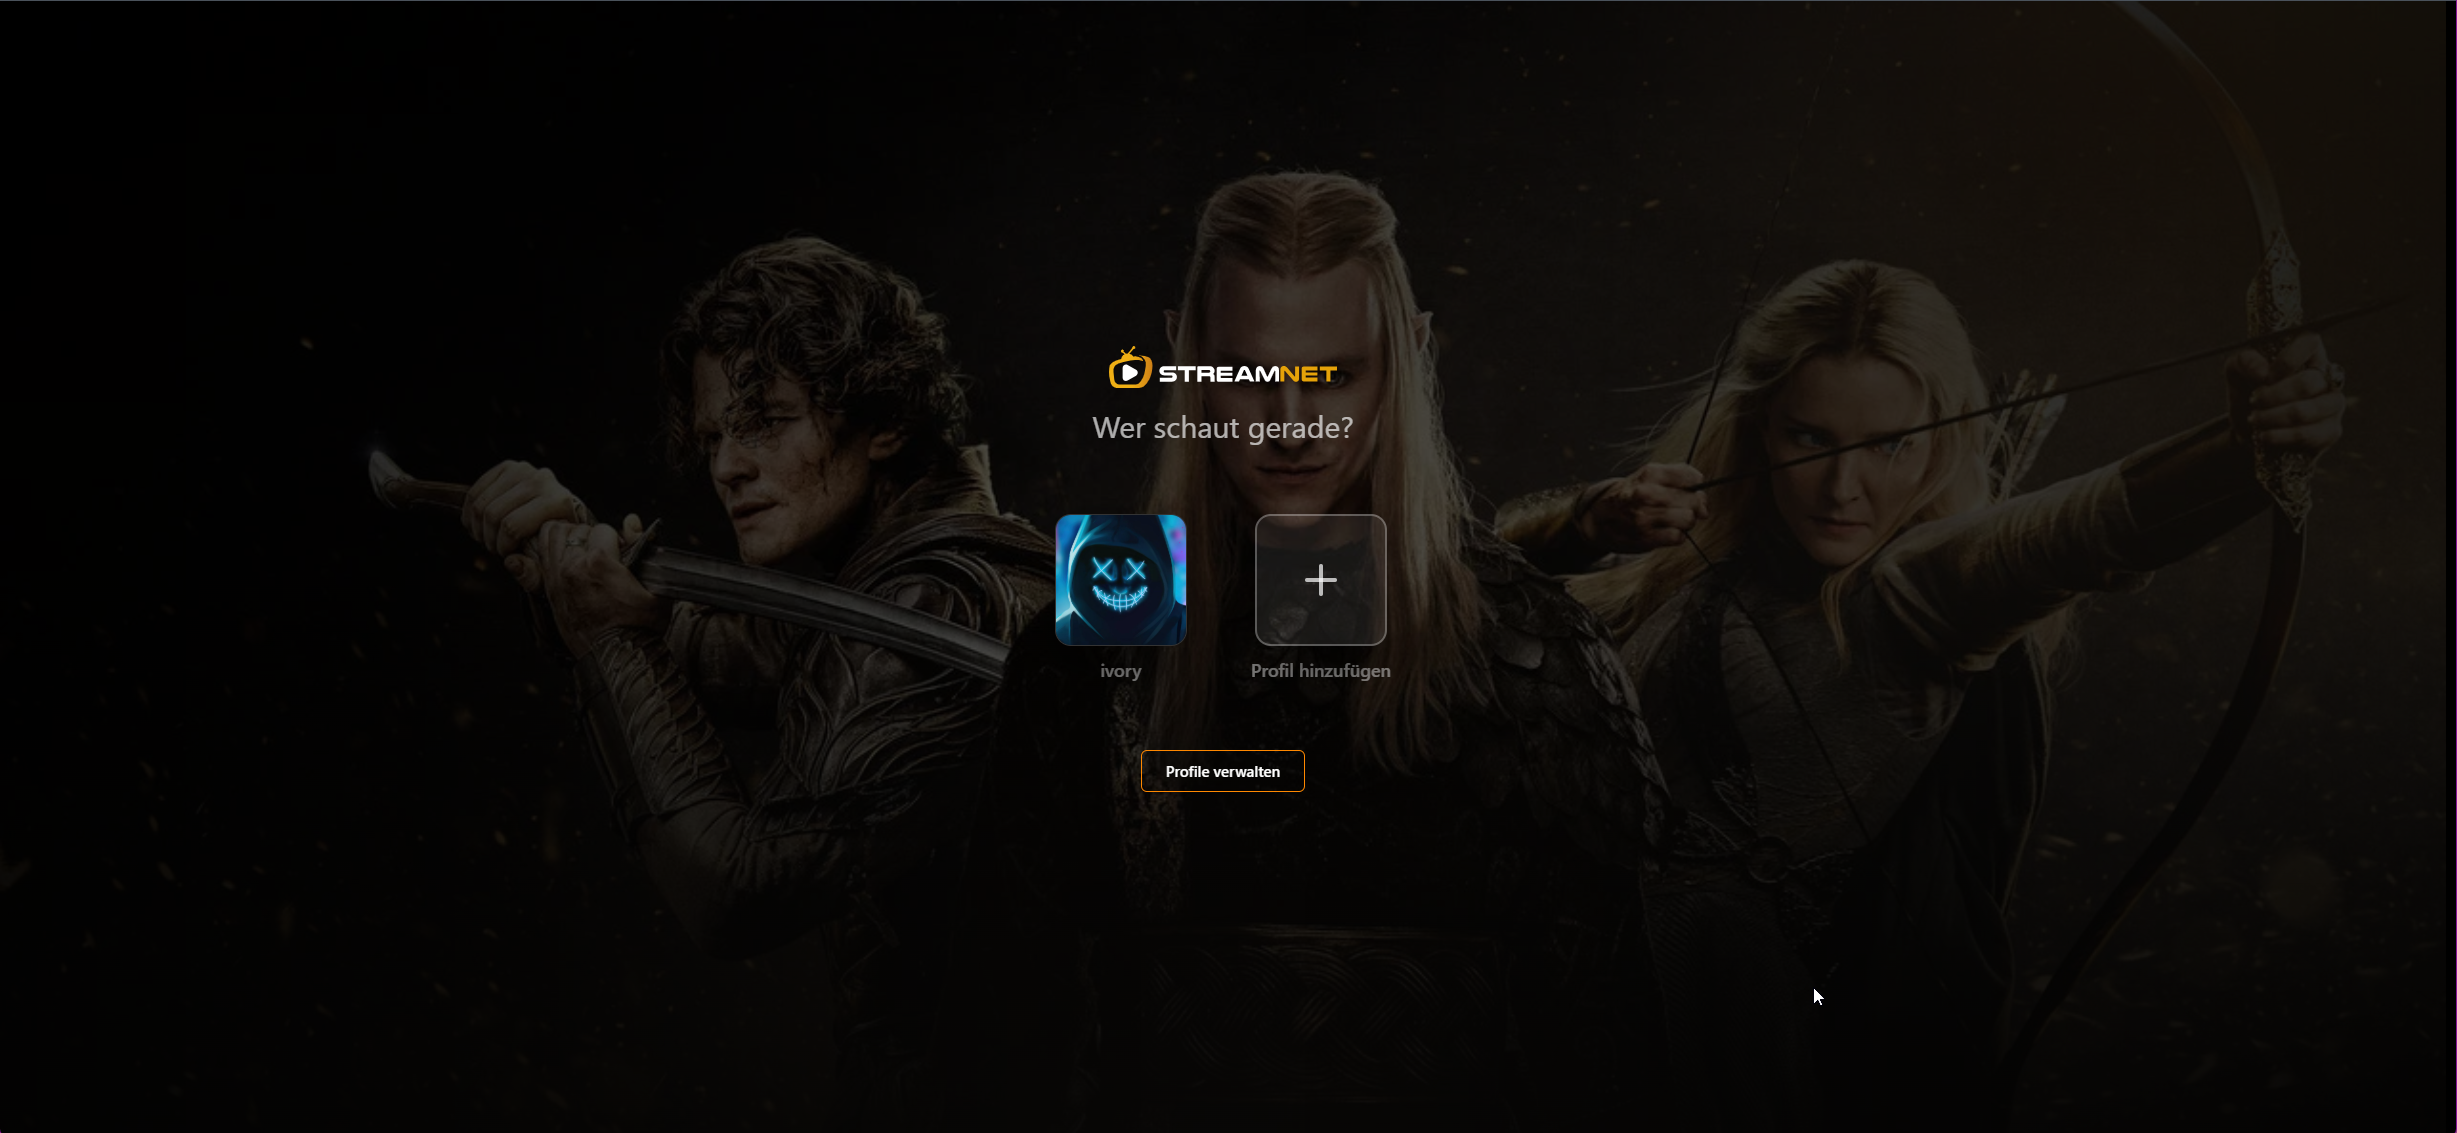 STREAMNET
Wer schaut gerade?
ivory
Profil hinzufügen
Profile verwalten